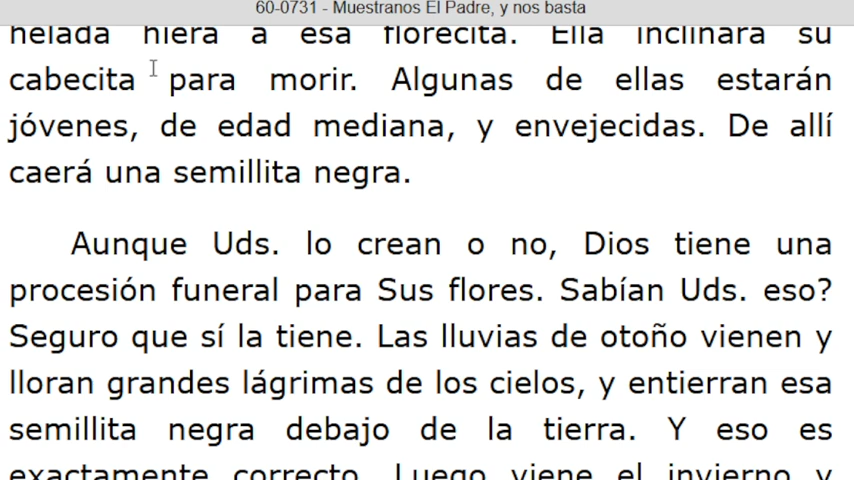 60-0731 - Muestranos El Padre, y nos basta
helada hiera a esa florecita. Ella inclinará su
cabecita para morir. Algunas de ellas estarán
jóvenes, de edad mediana, y envejecidas. De allí
caerá una semillita negra.
Aunque Uds. lo crean o no, Dios tiene una
procesión funeral para Sus flores. Sabían Uds. eso?
Seguro que sí la tiene. Las lluvias de otoño vienen y
lloran grandes lágrimas de los cielos, y entierran esa
semillita negra debajo de la tierra. Y eso es
exactamente correcto. Luego viene el invierno y